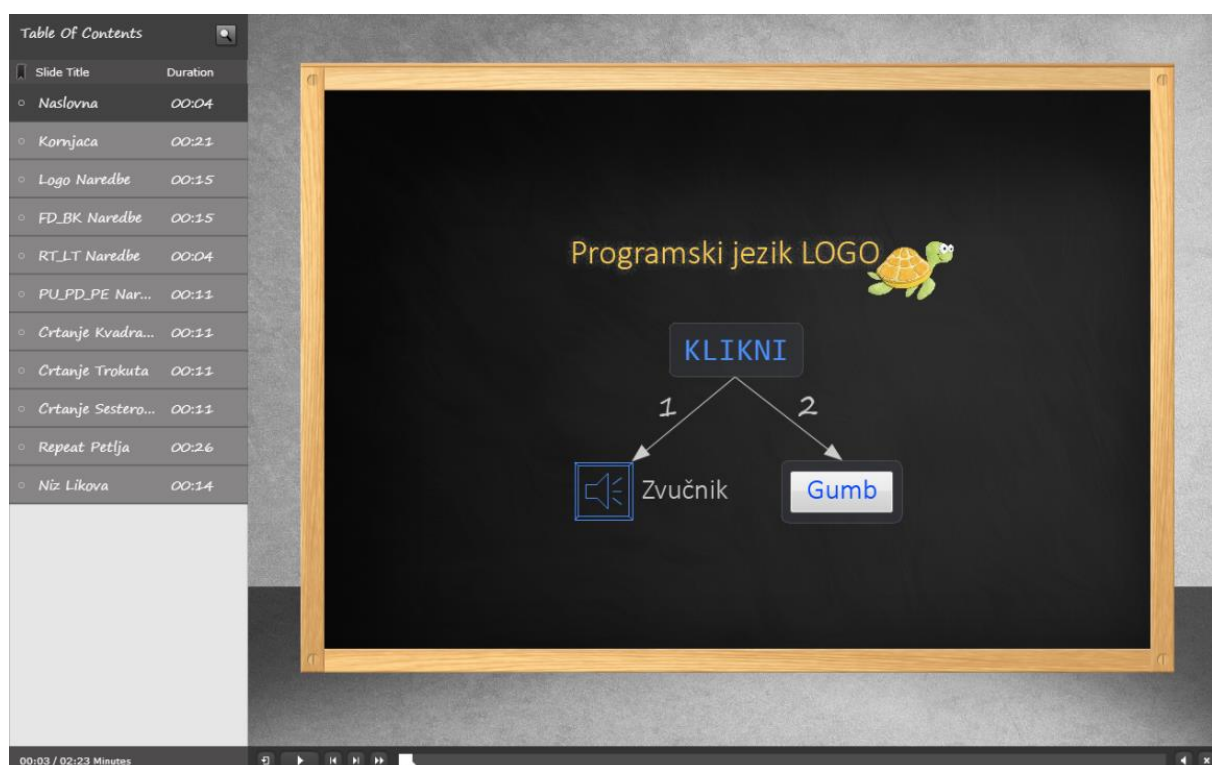 Table Of Contents
Slide Title Duration
Naslovna 00:04
Kornjaca 00:21
Logo Naredbe 00:15
FD_BK Naredbe 00:15
RT_LT Naredbe 00:04
PU_PD_PE Nar... 00:11
Crtanje Kvadra... 00:11
Crtanje Trokuta 00:11
Crtanje Sestero... 00:11
Repeat Petlja 00:26
Niz Likova 00:14
Programski jezik LOGO
KLIKNI
1 2
Zvučnik Gumb
00:03 / 02:23 Minutes